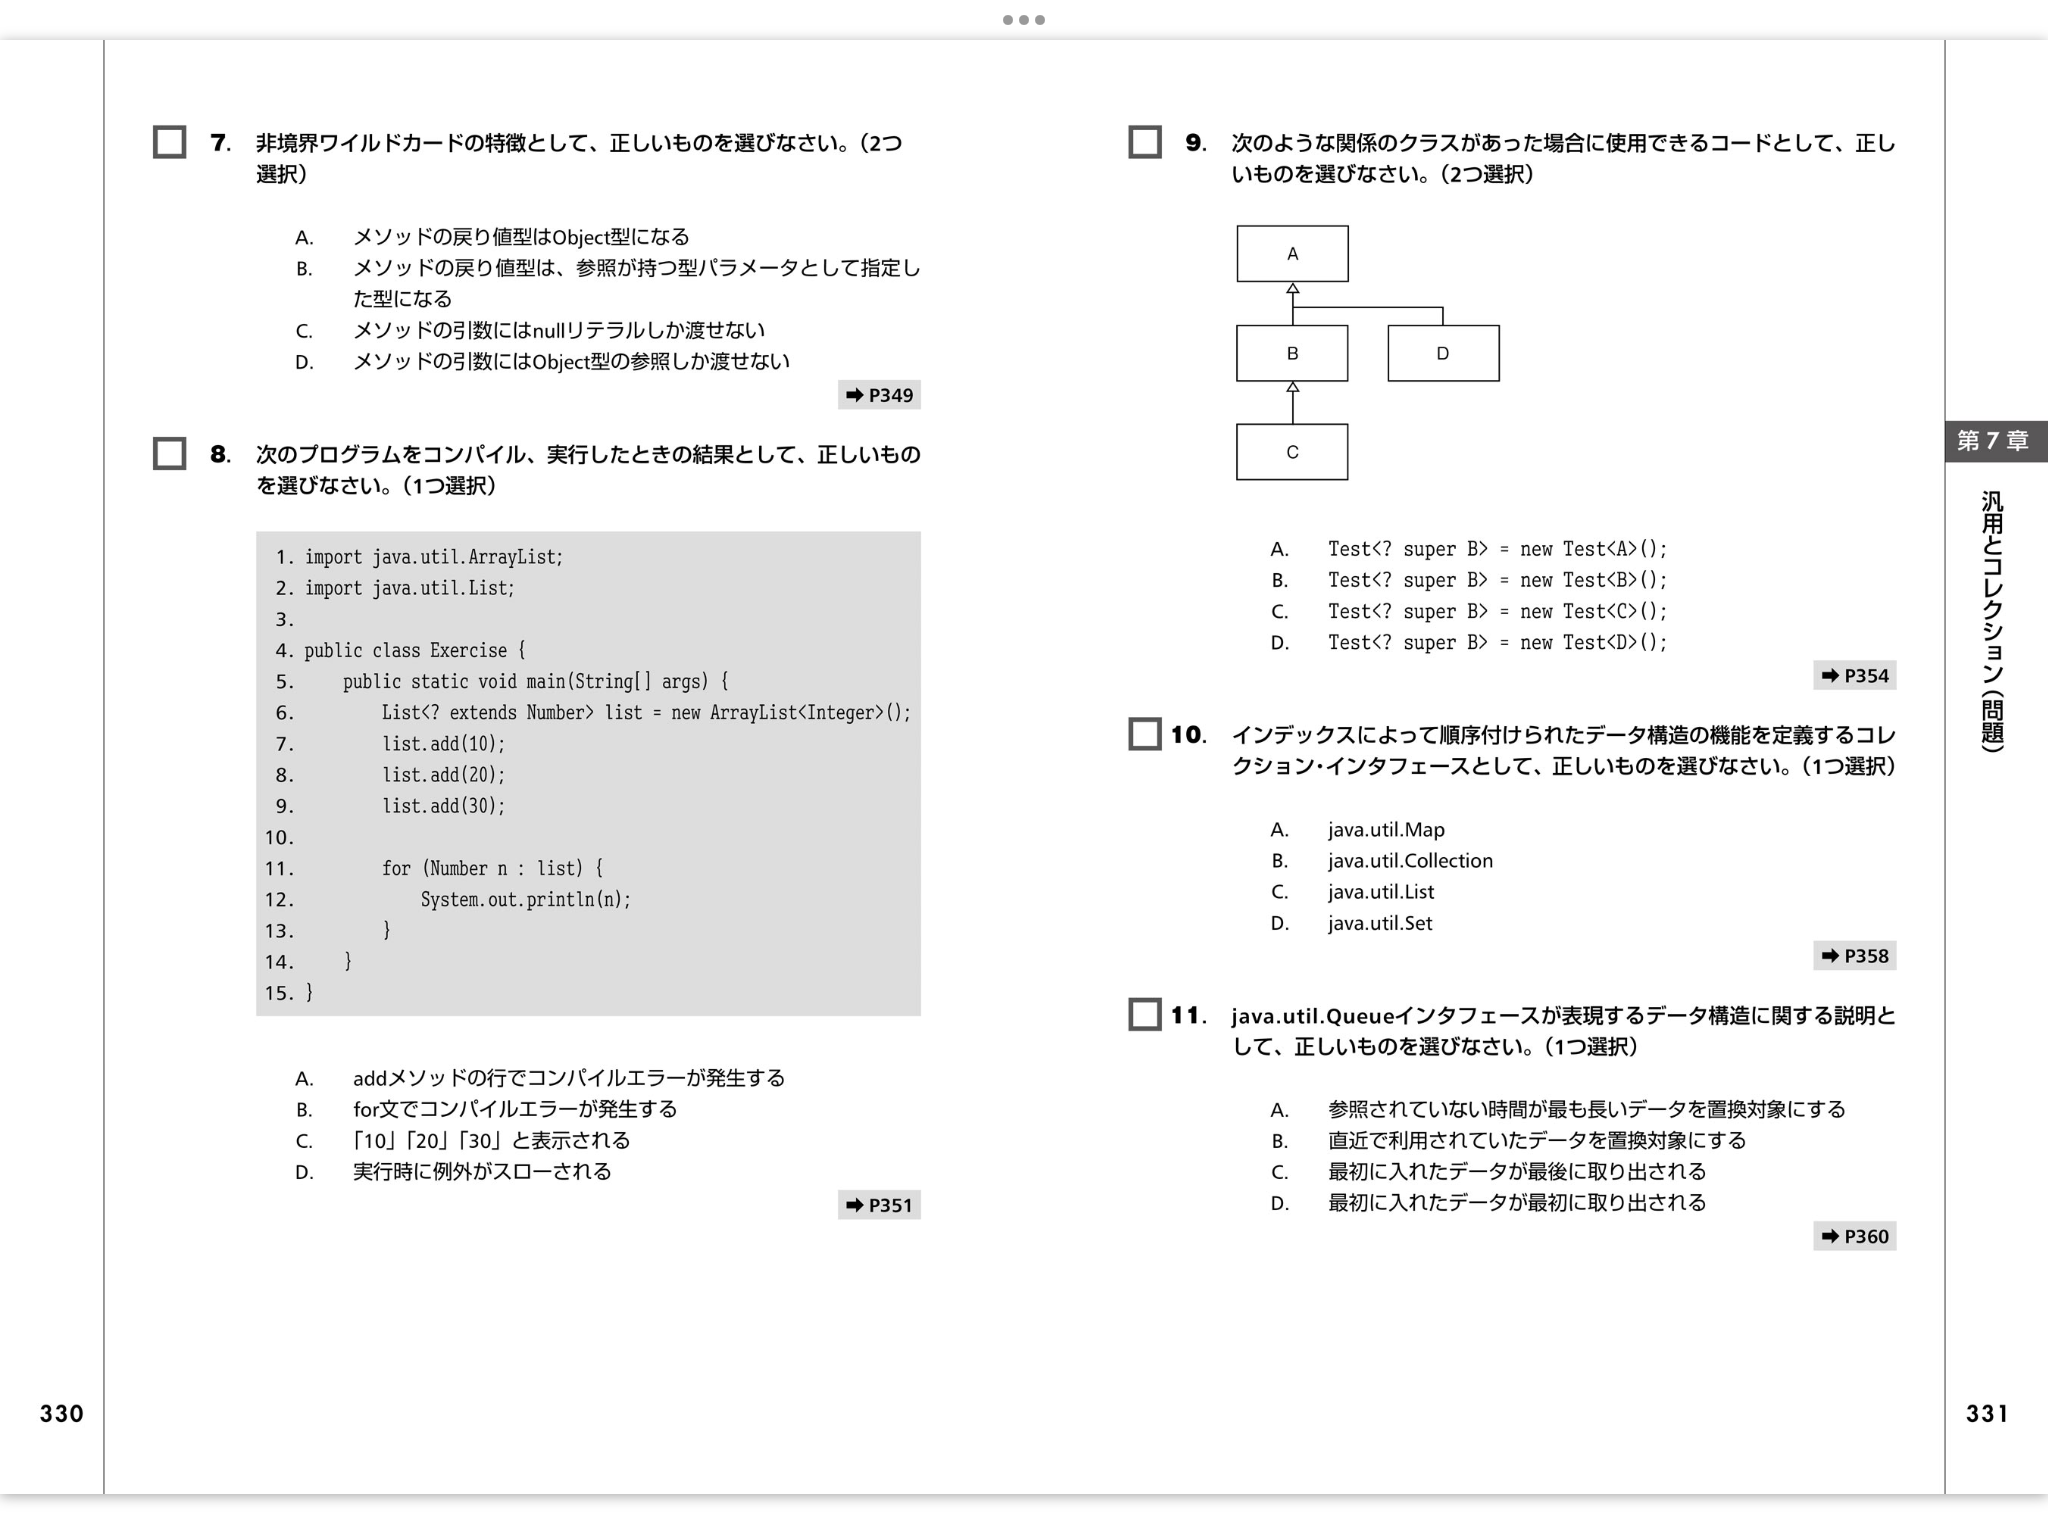 7. 非境界ワイルドカードの特徴として、正しいものを選びなさい。（2つ
選択）
A. メソッドの戻り値型はObject型になる
B. メソッドの戻り値型は、参照が持つ型パラメータとして指定し
た型になる
C. メソッドの引数にはnullリテラルしか渡せない
D. メソッドの引数にはObject型の参照しか渡せない
➡ P349
8. 次のプログラムをコンパイル、実行したときの結果として、正しいもの
を選びなさい。（1つ選択）
1. import java.util.ArrayList;
2. import java.util.List;
3.
4. public class Exercise {
5.     public static void main(String[] args) {
6.         List<? extends Number> list = new ArrayList<Integer>();
7.         list.add(10);
8.         list.add(20);
9.         list.add(30);
10.
11.         for (Number n : list) {
12.             System.out.println(n);
13.         }
14.     }
15. }
A. addメソッドの行でコンパイルエラーが発生する
B. for文でコンパイルエラーが発生する
C. 「10」「20」「30」と表示される
D. 実行時に例外がスローされる
➡ P351
330
9. 次のような関係のクラスがあった場合に使用できるコードとして、正し
いものを選びなさい。（2つ選択）
A
B D
C
A. Test<? super B> = new Test<A>();
B. Test<? super B> = new Test<B>();
C. Test<? super B> = new Test<C>();
D. Test<? super B> = new Test<D>();
➡ P354
10. インデックスによって順序付けられたデータ構造の機能を定義するコレ
クション・インタフェースとして、正しいものを選びなさい。（1つ選択）
A. java.util.Map
B. java.util.Collection
C. java.util.List
D. java.util.Set
➡ P358
11. java.util.Queueインタフェースが表現するデータ構造に関する説明と
して、正しいものを選びなさい。（1つ選択）
A. 参照されていない時間が最も長いデータを置換対象にする
B. 直近で利用されていたデータを置換対象にする
C. 最初に入れたデータが最後に取り出される
D. 最初に入れたデータが最初に取り出される
➡ P360
第7章
汎用とコレクション（問題）
331